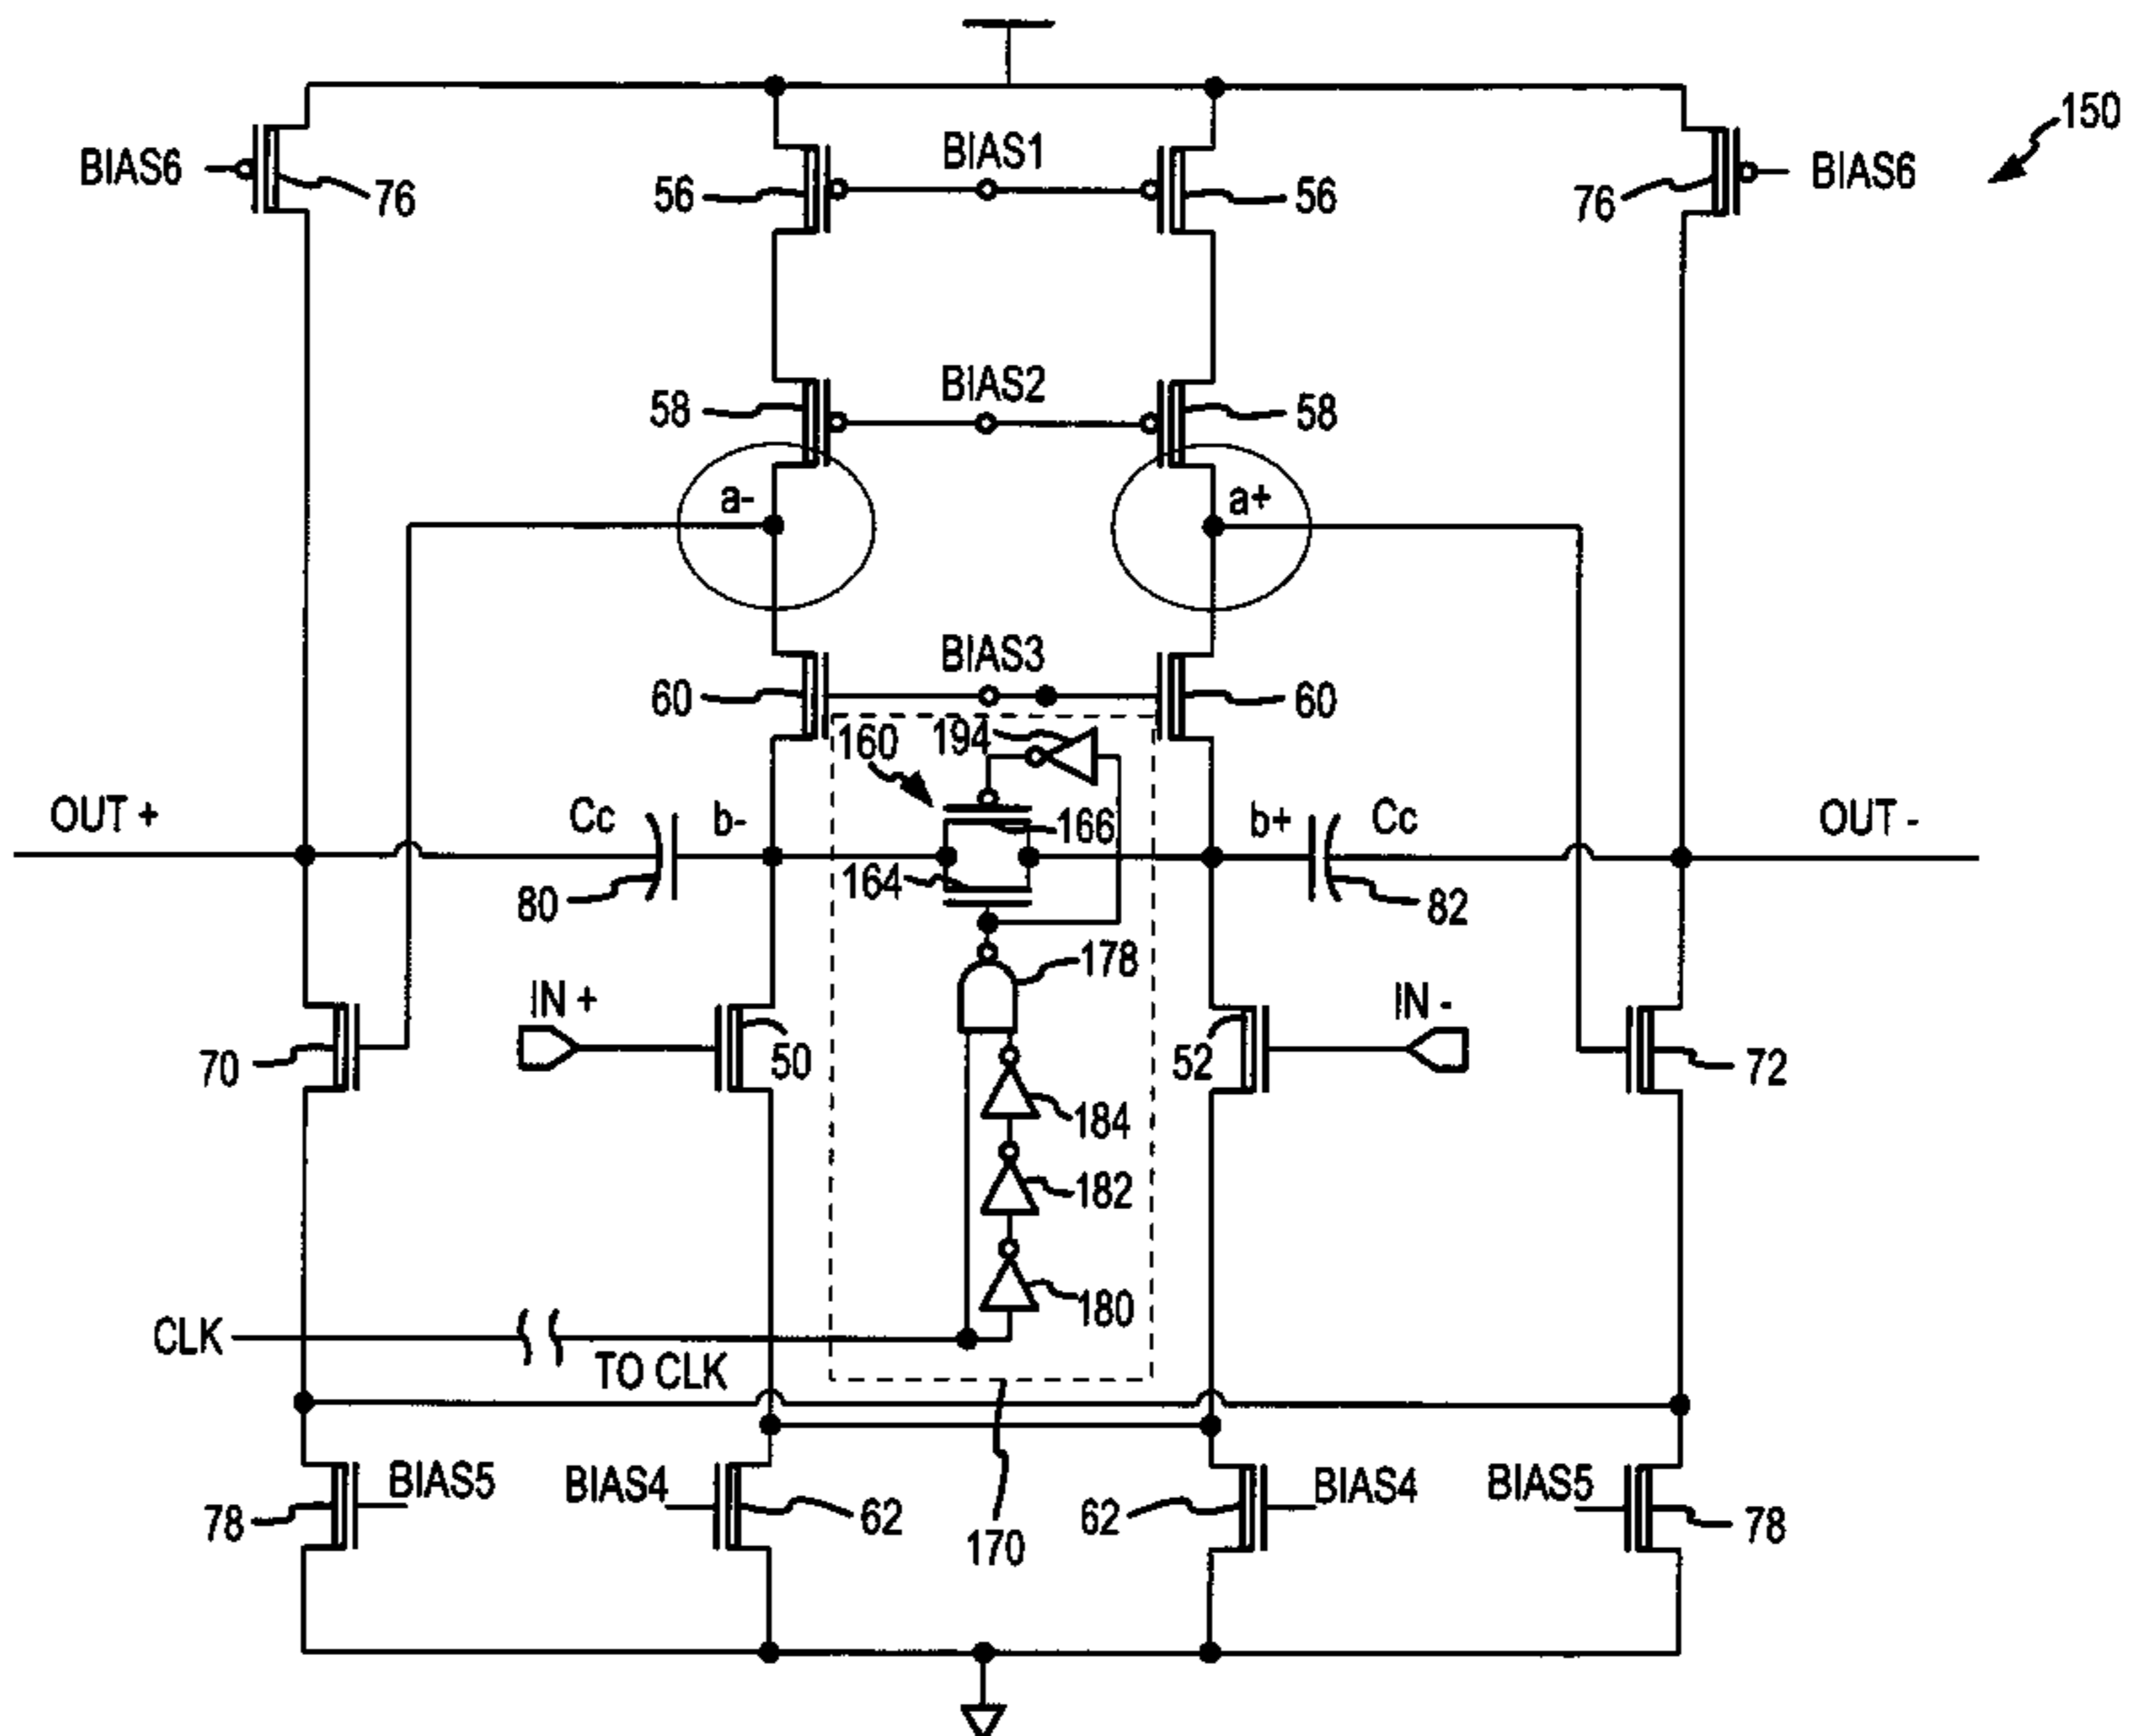 150
BIAS6
76
56
BIAS1
56
76
BIAS6
58
BIAS2
58
a-
a+
60
BIAS3
60
160
194
OUT +
Cc
b-
166
b+
Cc
OUT -
80
164
82
178
IN +
IN -
70
50
52
72
184
182
180
CLK
TO CLK
BIAS5
BIAS4
BIAS4
BIAS5
78
62
62
78
170